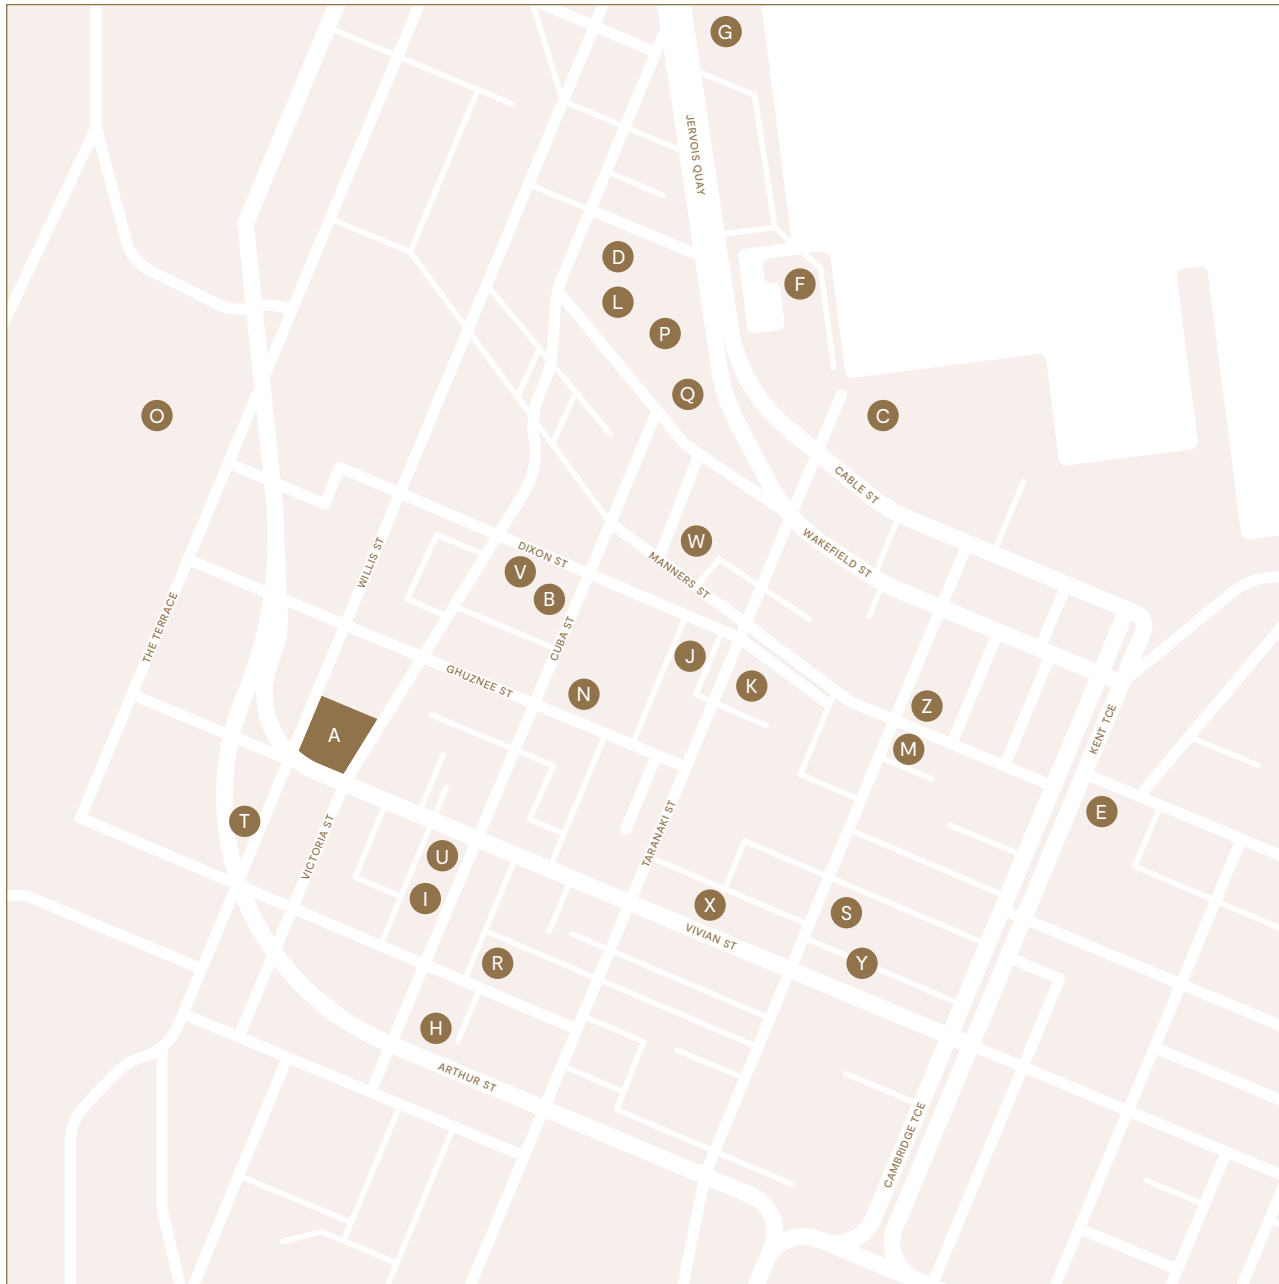 G
JERVOIS QUAY
D
F
L
P
Q
O
C
CABLE ST
W
WAKEFIELD ST
DIXON ST
MANNERS ST
WILLIS ST
V
B
THE TERRACE
CUBA ST
J
GHUZNEE ST
K
N
Z
A
M
KENT TCE
E
T
VICTORIA ST
TARANAKI ST
U
I
X
S
VIVIAN ST
R
Y
H
ARTHUR ST
CAMBRIDGE TCE